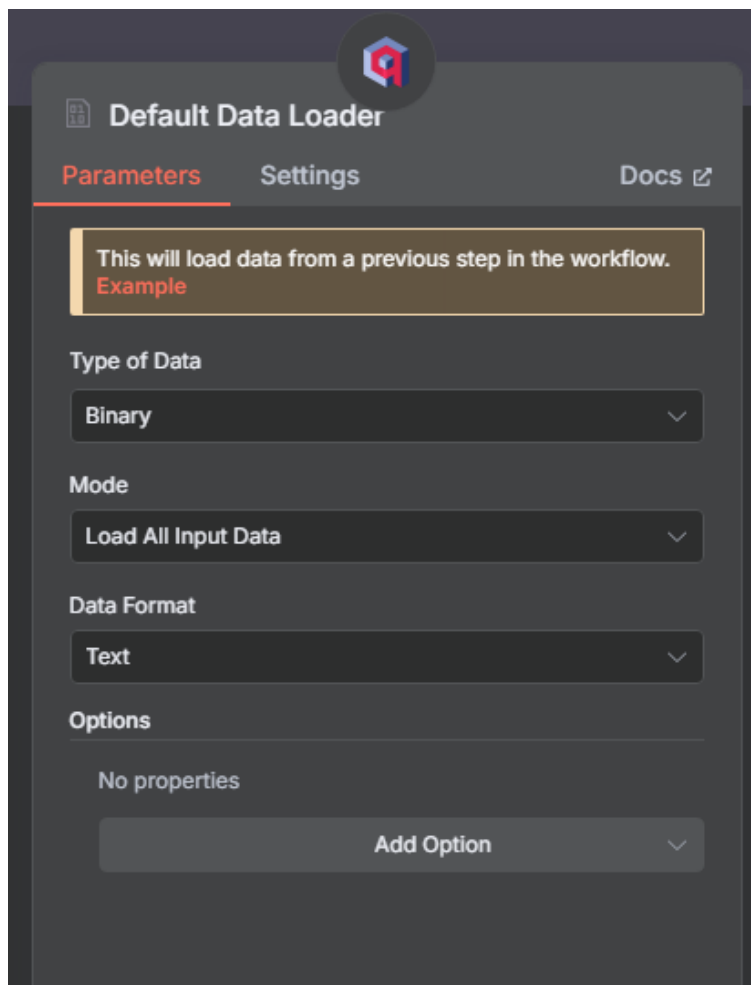 Default Data Loader
Parameters
Settings
Docs
This will load data from a previous step in the workflow.
Example
Type of Data
Binary
Mode
Load All Input Data
Data Format
Text
Options
No properties
Add Option